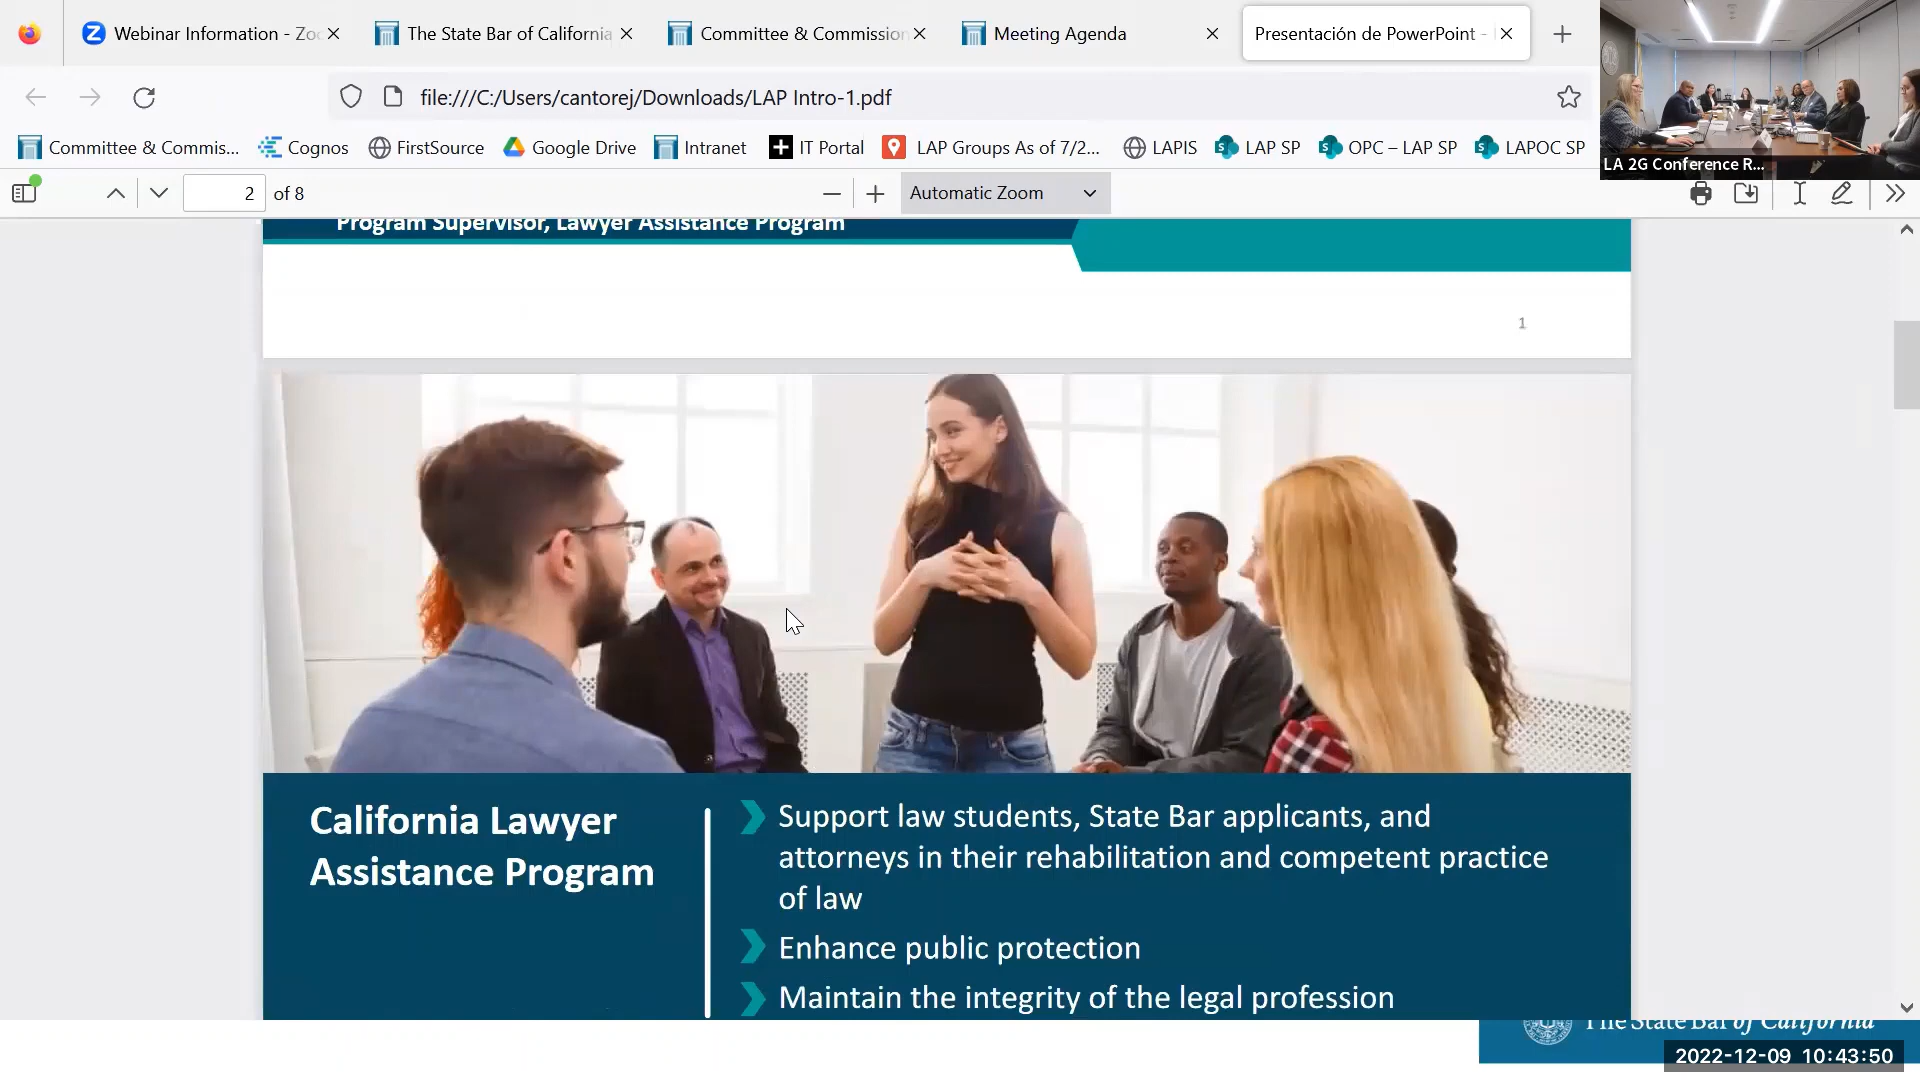 Webinar Information - Zoo
The State Bar of California
Committee & Commission
Meeting Agenda
Presentación de PowerPoint -
file:///C:/Users/cantorej/Downloads/LAP Intro-1.pdf
Committee & Commis...
Cognos
FirstSource
Google Drive
Intranet
IT Portal
LAP Groups As of 7/2...
LAPIS
LAP SP
OPC – LAP SP
LAPOC SP
LA 2G Conference R...
2 of 8
Automatic Zoom
Program Supervisor, Lawyer Assistance Program
1
California Lawyer
Assistance Program
Support law students, State Bar applicants, and
attorneys in their rehabilitation and competent practice
of law
Enhance public protection
Maintain the integrity of the legal profession
The State Bar of California
2022-12-09 10:43:50